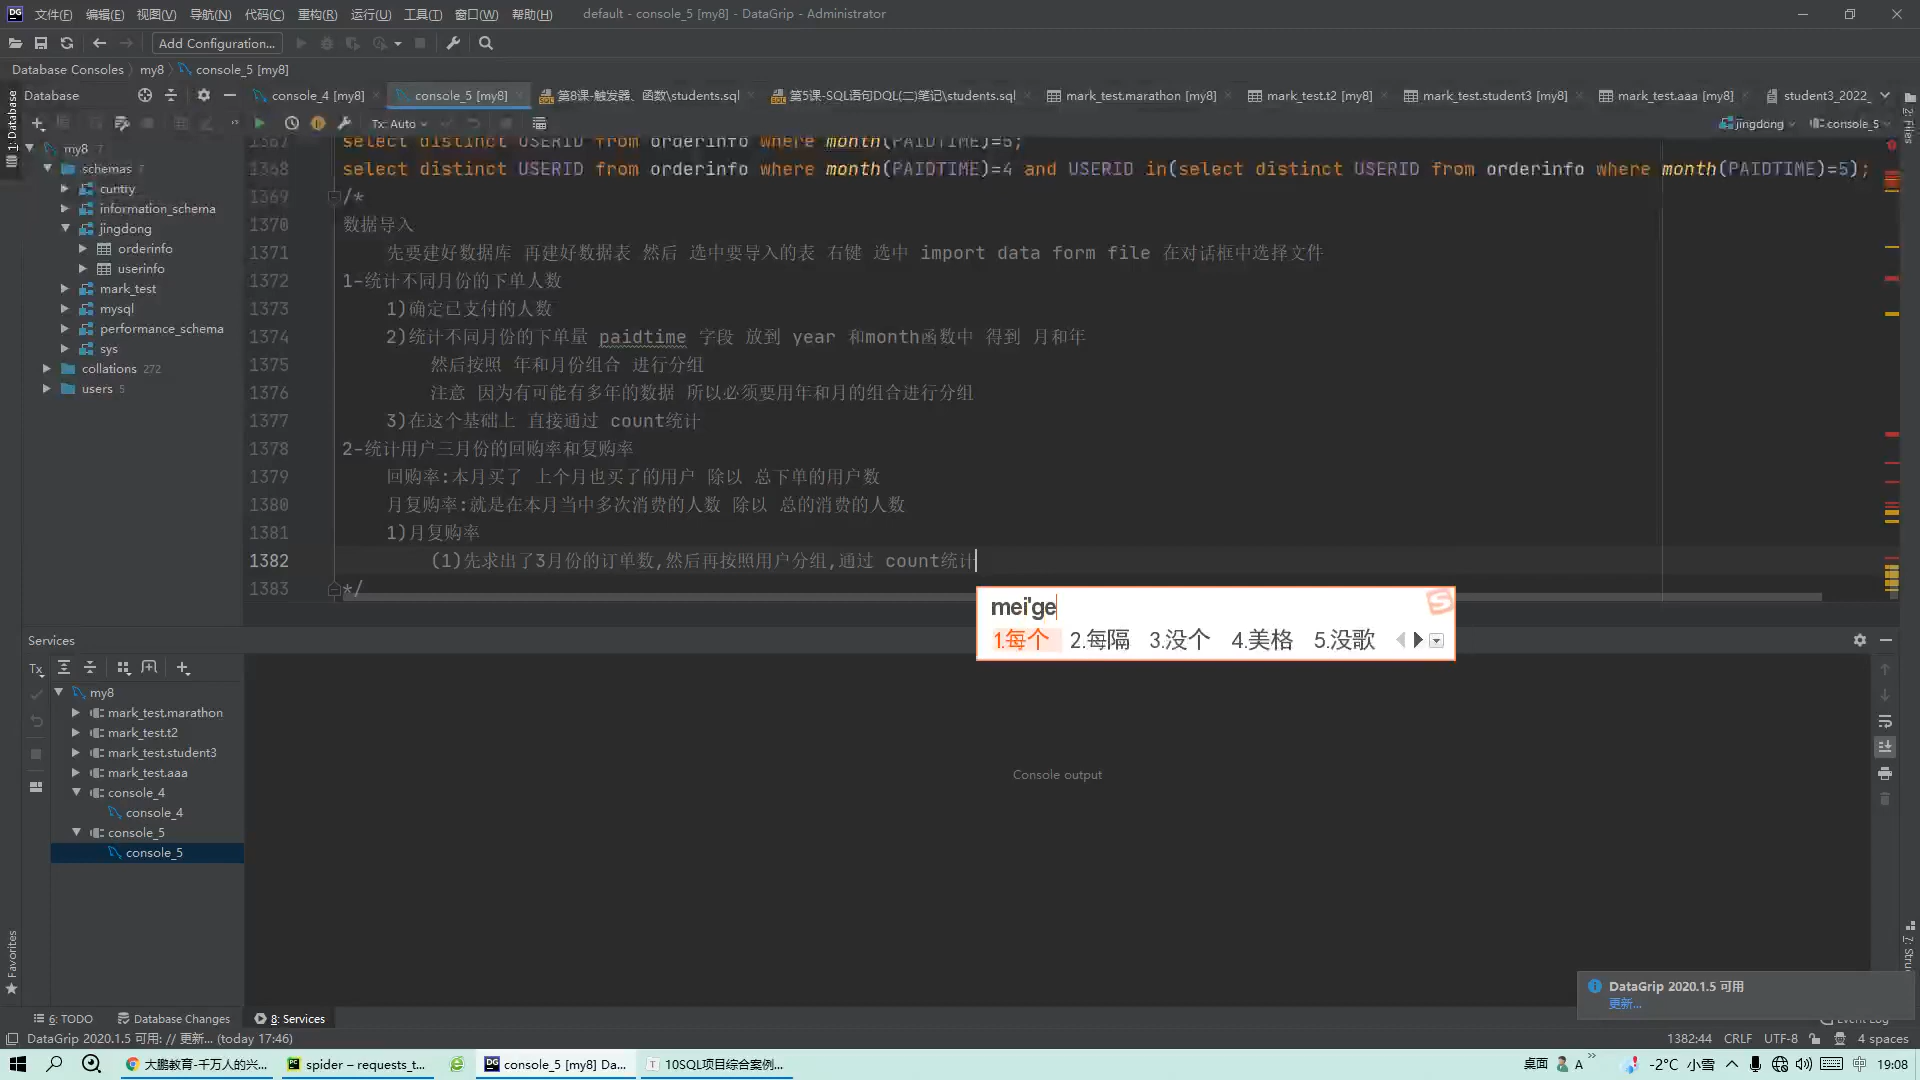 文件(F) 编辑(E) 视图(V) 导航(N) 代码(C) 重构(R) 运行(U) 工具(T) 窗口(W) 帮助(H) default - console_5 [my8] - DataGrip - Administrator
Add Configuration...
Database Consoles my8 console_5 [my8]
Database console_4 [my8] console_5 [my8] 第8课-触发器、函数\students.sql 第5课-SQL语句DQL(二)笔记\students.sql mark_test.marathon [my8] mark_test.t2 [my8] mark_test.student3 [my8] mark_test.aaa [my8] student3_2022_
Tx: Auto jingdong console_5
1: Database
my8 7
schemas 7
cuntry
information_schema
jingdong
orderinfo
userinfo
mark_test
mysql
performance_schema
sys
collations 272
users 5
1367 select distinct USERID from orderinfo where month(PAIDTIME)=5;
1368 select distinct USERID from orderinfo where month(PAIDTIME)=4 and USERID in(select distinct USERID from orderinfo where month(PAIDTIME)=5);
1369 /*
1370 数据导入
1371 先要建好数据库 再建好数据表 然后 选中要导入的表 右键 选中 import data form file 在对话框中选择文件
1372 1-统计不同月份的下单人数
1373 1)确定已支付的人数
1374 2)统计不同月份的下单量 paidtime 字段 放到 year 和month函数中 得到 月和年
1375 然后按照 年和月份组合 进行分组
1376 注意 因为有可能有多年的数据 所以必须要用年和月的组合进行分组
1377 3)在这个基础上 直接通过 count统计
1378 2-统计用户三月份的回购率和复购率
1379 回购率:本月买了 上个月也买了的用户 除以 总下单的用户数
1380 月复购率:就是在本月当中多次消费的人数 除以 总的消费的人数
1381 1)月复购率
1382 (1)先求出了3月份的订单数,然后再按照用户分组,通过 count统计
1383 */
mei'ge
1.每个 2.每隔 3.没个 4.美格 5.没歌
Services
Tx
my8
mark_test.marathon
mark_test.t2
mark_test.student3
mark_test.aaa
console_4
console_4
console_5
console_5
Console output
Favorites
DataGrip 2020.1.5 可用
更新...
6: TODO Database Changes 8: Services Event Log
DataGrip 2020.1.5 可用: // 更新... (today 17:46) 1382:44 CRLF UTF-8 4 spaces
大鹏教育-千万人的兴... spider – requests_t... console_5 [my8] Da... 10SQL项目综合案例... 桌面 A -2°C 小雪 中 19:08